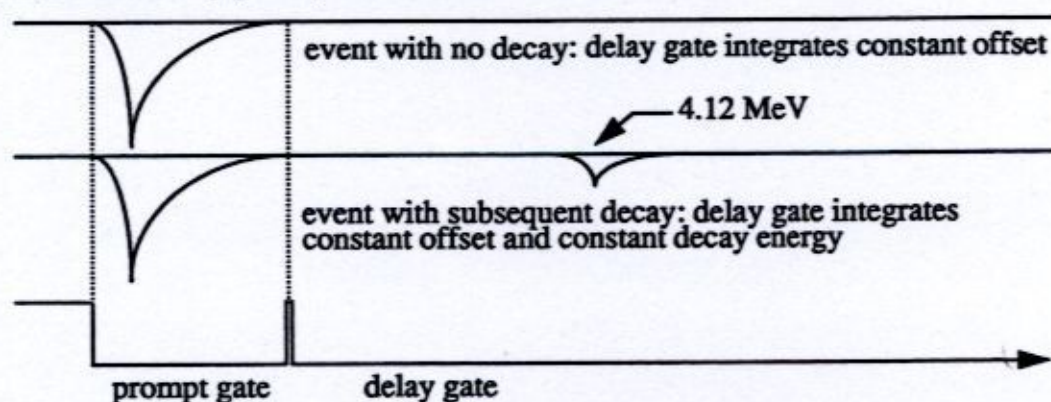 event with no decay: delay gate integrates constant offset
4.12 MeV
event with subsequent decay: delay gate integrates
constant offset and constant decay energy
prompt gate
delay gate